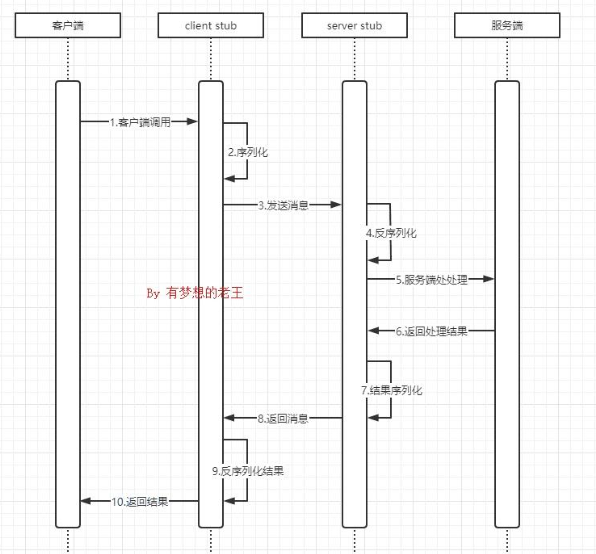 客户端
client stub
server stub
服务端
1.客户端调用
2.序列化
3.发送消息
4.反序列化
5.服务端处处理
By 有梦想的老王
6.返回处理结果
7.结果序列化
8.返回消息
9.反序列化结果
10.返回结果